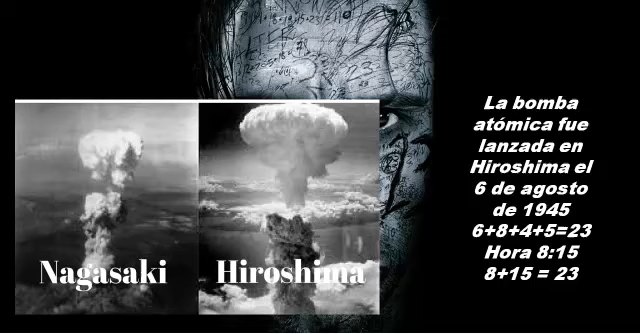 Nagasaki
Hiroshima
La bomba
atómica fue
lanzada en
Hiroshima el
6 de agosto
de 1945
6+8+4+5=23
Hora 8:15
8+15 = 23